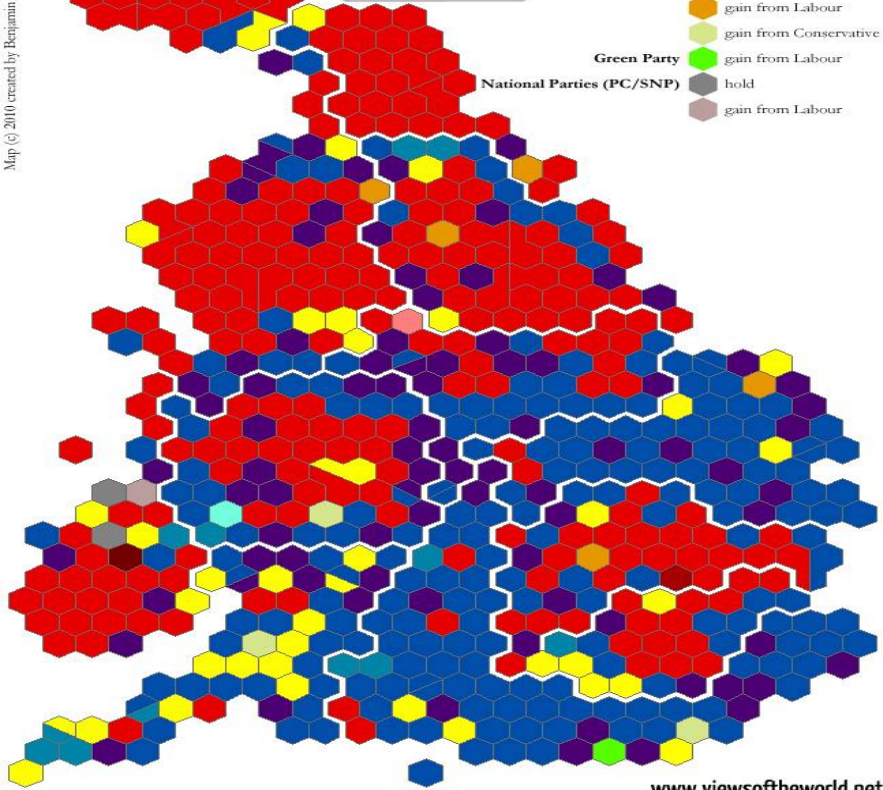 Map (c) 2010 created by Benjamin
gain from Labour
gain from Conservative
Green Party
gain from Labour
National Parties (PC/SNP)
hold
gain from Labour
www.viewsoftheworld.net